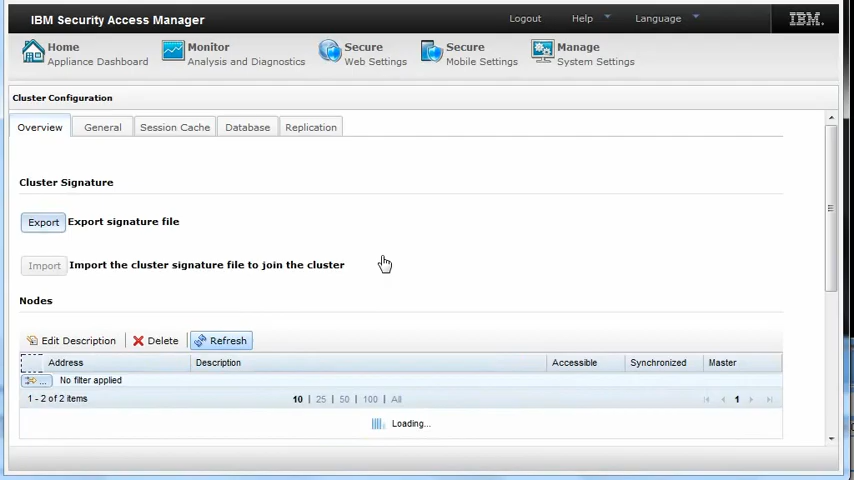 IBM Security Access Manager
Logout Help Language IBM.
Home Monitor Secure Secure Manage
Appliance Dashboard Analysis and Diagnostics Web Settings Mobile Settings System Settings
Cluster Configuration
Overview General Session Cache Database Replication
Cluster Signature
Export Export signature file
Import Import the cluster signature file to join the cluster
Nodes
Edit Description Delete Refresh
Address Description Accessible Synchronized Master
... No filter applied
1 - 2 of 2 items 10 | 25 | 50 | 100 | All 1
Loading...